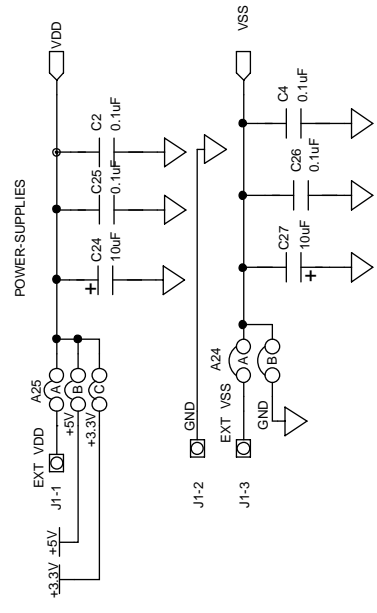 POWER-SUPPLIES
VDD
C2
0.1uF
C25
0.1uF
C24
10uF
+
A25
A
B
C
EXT VDD
+5V
+3.3V
J1-1
+5V
+3.3V
GND
J1-2
VSS
C4
0.1uF
C26
0.1uF
C27
10uF
+
A24
A
B
EXT VSS
GND
J1-3